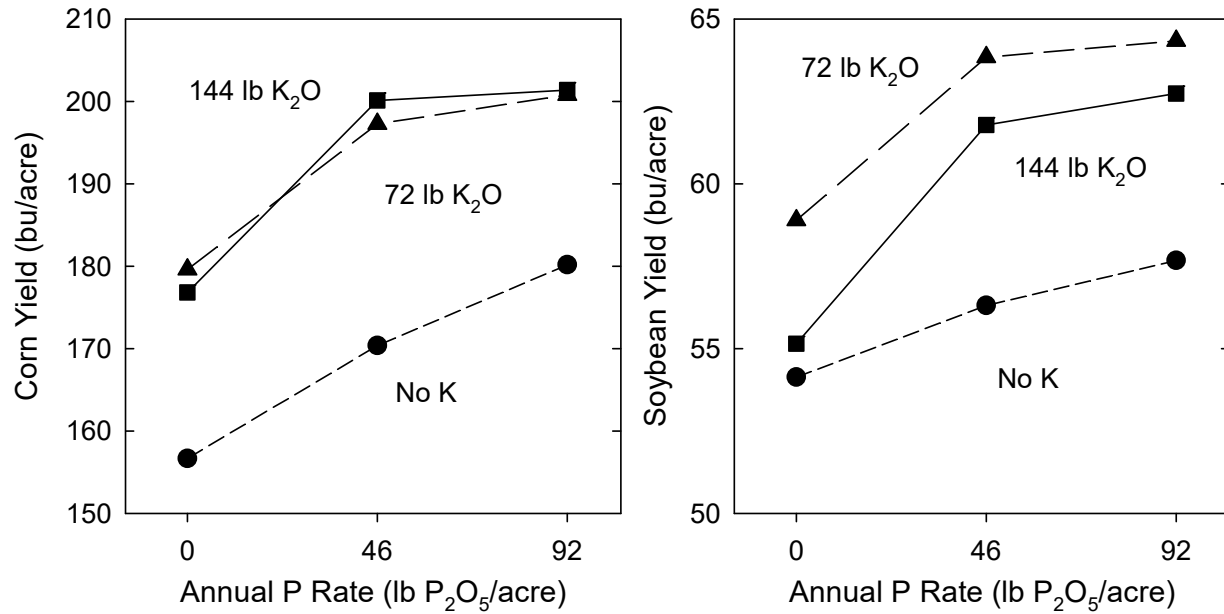 Corn Yield (bu/acre)
210
200
190
180
170
160
150
144 lb K₂O
72 lb K₂O
No K
0 46 92
Annual P Rate (lb P₂O₅/acre)
Soybean Yield (bu/acre)
65
60
55
50
72 lb K₂O
144 lb K₂O
No K
0 46 92
Annual P Rate (lb P₂O₅/acre)